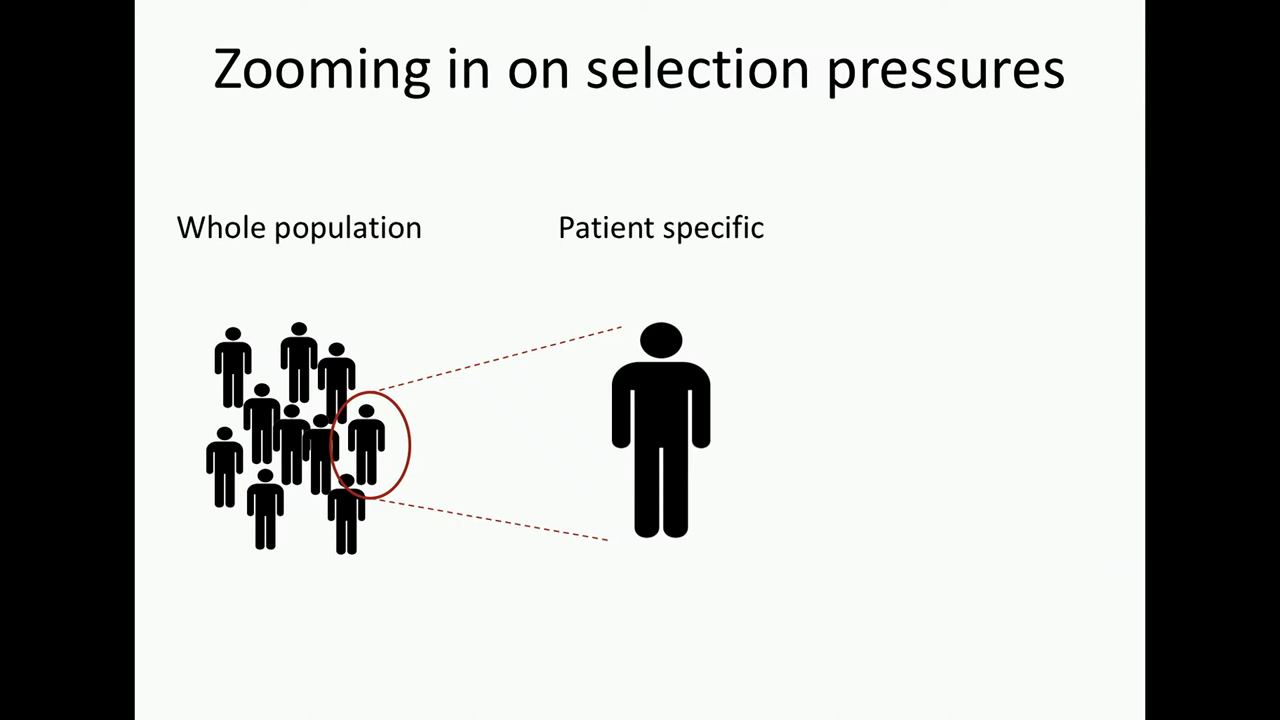 Zooming in on selection pressures
Whole population
Patient specific